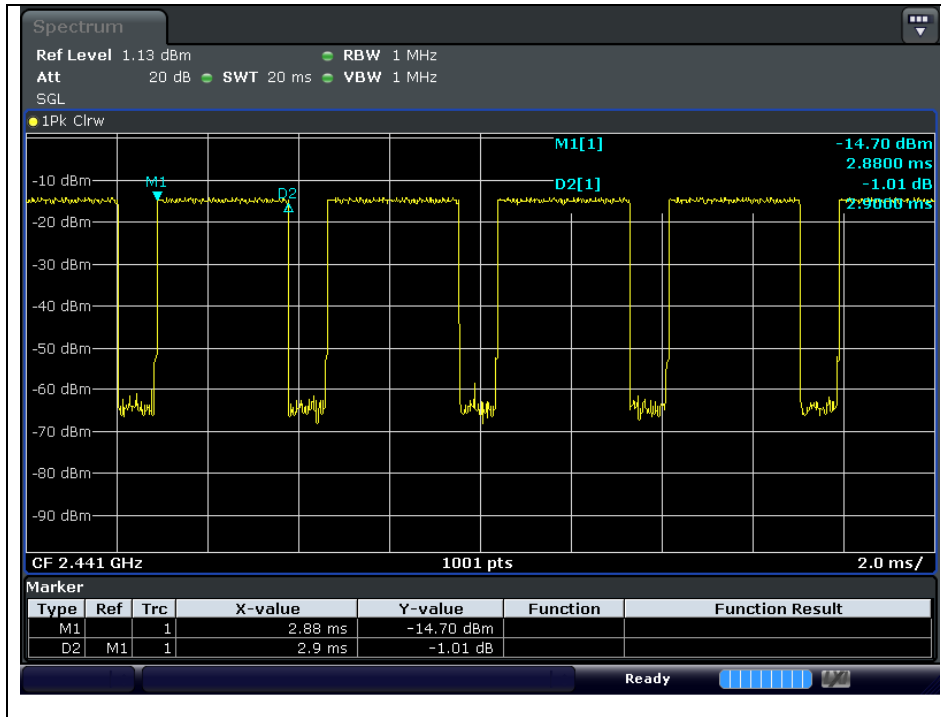 Spectrum
Ref Level 1.13 dBm RBW 1 MHz
Att 20 dB SWT 20 ms VBW 1 MHz
SGL
1Pk Clrw
M1[1] -14.70 dBm
2.8800 ms
D2[1] -1.01 dB
2.9000 ms
M1
D2
-10 dBm
-20 dBm
-30 dBm
-40 dBm
-50 dBm
-60 dBm
-70 dBm
-80 dBm
-90 dBm
CF 2.441 GHz 1001 pts 2.0 ms/
Marker
Type Ref Trc X-value Y-value Function Function Result
M1 1 2.88 ms -14.70 dBm
D2 M1 1 2.9 ms -1.01 dB
Ready